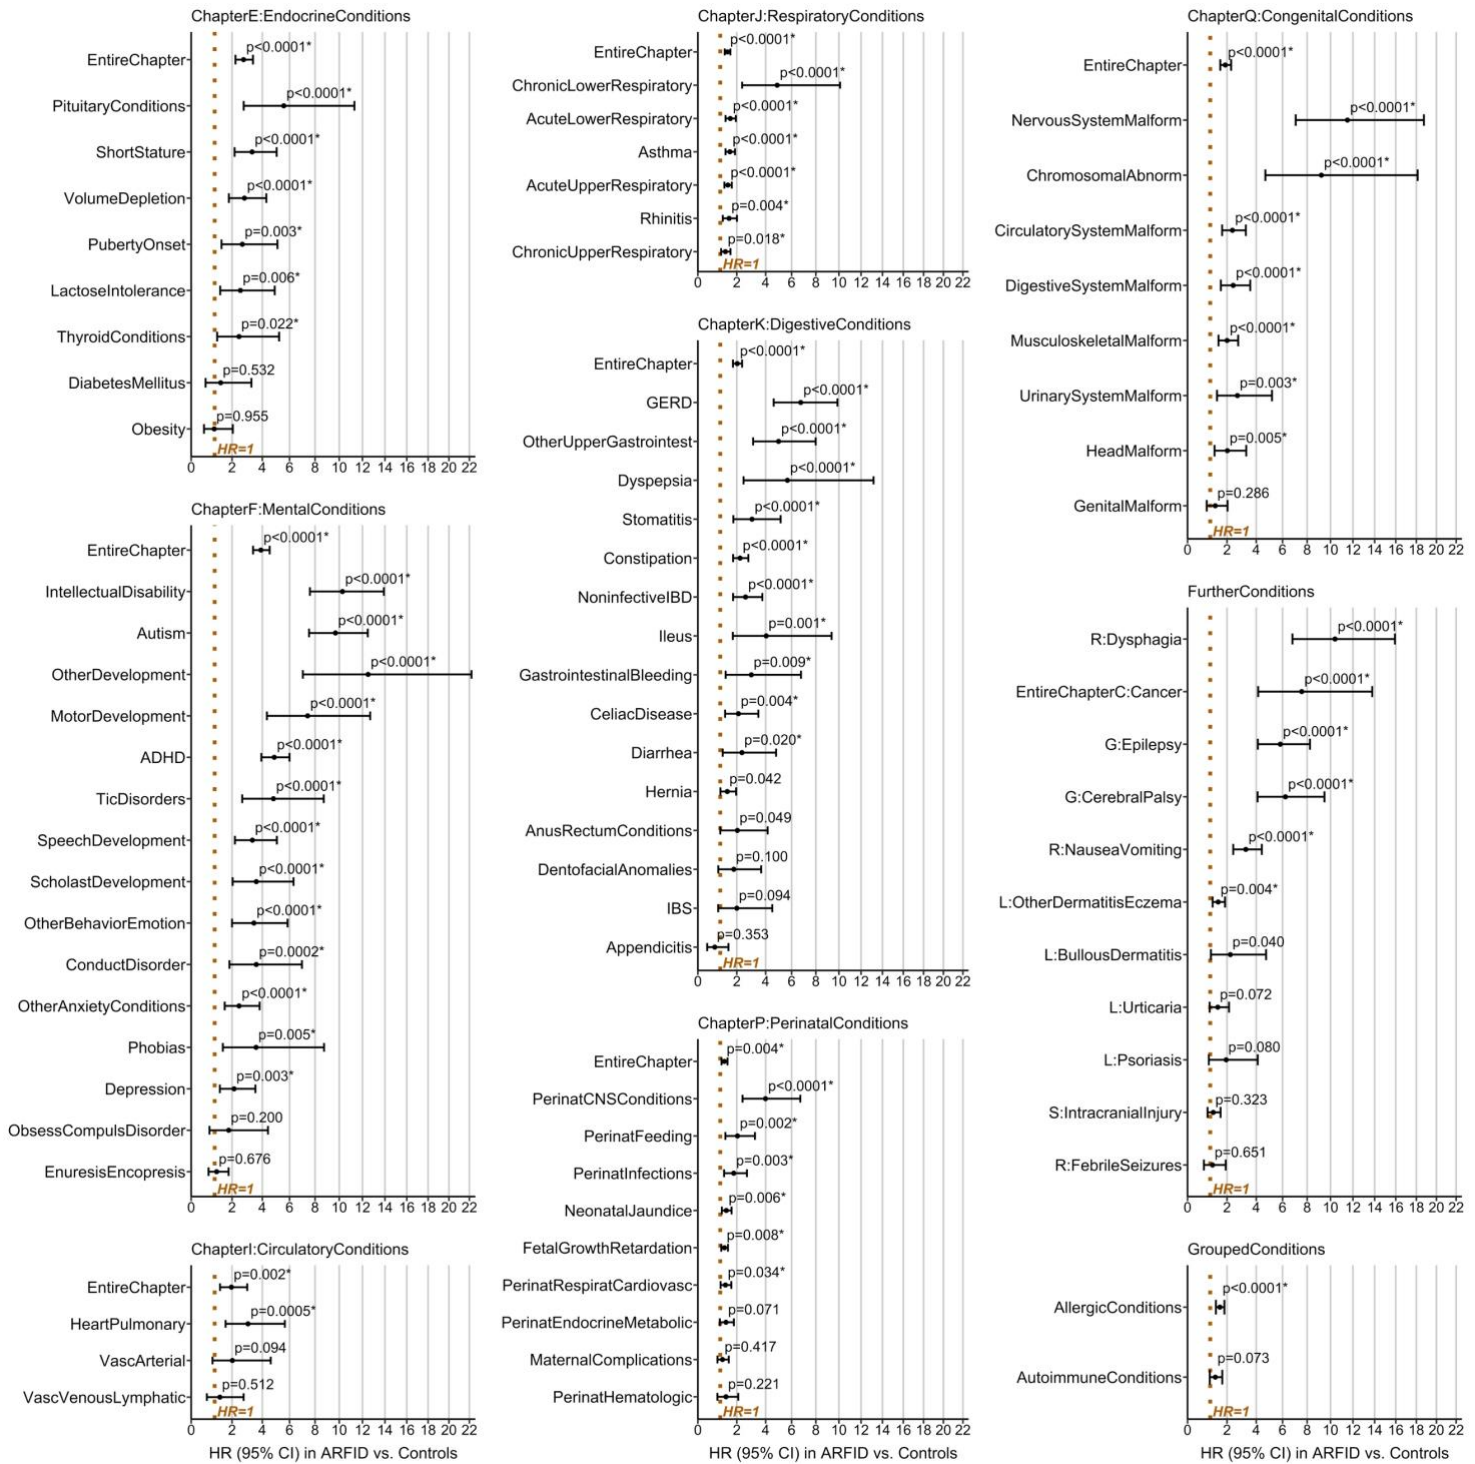 ChapterE:EndocrineConditions
EntireChapter p<0.0001*
PituitaryConditions p<0.0001*
ShortStature p<0.0001*
VolumeDepletion p<0.0001*
PubertyOnset p=0.003*
LactoseIntolerance p=0.006*
ThyroidConditions p=0.022*
DiabetesMellitus p=0.532
Obesity p=0.955
HR=1
0 2 4 6 8 10 12 14 16 18 20 22
ChapterF:MentalConditions
EntireChapter p<0.0001*
IntellectualDisability p<0.0001*
Autism p<0.0001*
OtherDevelopment p<0.0001*
MotorDevelopment p<0.0001*
ADHD p<0.0001*
TicDisorders p<0.0001*
SpeechDevelopment p<0.0001*
ScholastDevelopment p<0.0001*
OtherBehaviorEmotion p<0.0001*
ConductDisorder p=0.0002*
OtherAnxietyConditions p<0.0001*
Phobias p=0.005*
Depression p=0.003*
ObsessCompulsDisorder p=0.200
EnuresisEncopresis p=0.676
HR=1
0 2 4 6 8 10 12 14 16 18 20 22
ChapterI:CirculatoryConditions
EntireChapter p=0.002*
HeartPulmonary p=0.0005*
VascArterial p=0.094
VascVenousLymphatic p=0.512
HR=1
0 2 4 6 8 10 12 14 16 18 20 22
HR (95% CI) in ARFID vs. Controls
ChapterJ:RespiratoryConditions
EntireChapter p<0.0001*
ChronicLowerRespiratory p<0.0001*
AcuteLowerRespiratory p<0.0001*
Asthma p<0.0001*
AcuteUpperRespiratory p<0.0001*
Rhinitis p=0.004*
ChronicUpperRespiratory p=0.018*
HR=1
0 2 4 6 8 10 12 14 16 18 20 22
ChapterK:DigestiveConditions
EntireChapter p<0.0001*
GERD p<0.0001*
OtherUpperGastrointest p<0.0001*
Dyspepsia p<0.0001*
Stomatitis p<0.0001*
Constipation p<0.0001*
NoninfectiveIBD p<0.0001*
Ileus p=0.001*
GastrointestinalBleeding p=0.009*
CeliacDisease p=0.004*
Diarrhea p=0.020*
Hernia p=0.042
AnusRectumConditions p=0.049
DentofacialAnomalies p=0.100
IBS p=0.094
Appendicitis p=0.353
HR=1
0 2 4 6 8 10 12 14 16 18 20 22
ChapterP:PerinatalConditions
EntireChapter p=0.004*
PerinatCNSConditions p<0.0001*
PerinatFeeding p=0.002*
PerinatInfections p=0.003*
NeonatalJaundice p=0.006*
FetalGrowthRetardation p=0.008*
PerinatRespiratCardiovasc p=0.034*
PerinatEndocrineMetabolic p=0.071
MaternalComplications p=0.417
PerinatHematologic p=0.221
HR=1
0 2 4 6 8 10 12 14 16 18 20 22
HR (95% CI) in ARFID vs. Controls
ChapterQ:CongenitalConditions
EntireChapter p<0.0001*
NervousSystemMalform p<0.0001*
ChromosomalAbnorm p<0.0001*
CirculatorySystemMalform p<0.0001*
DigestiveSystemMalform p<0.0001*
MusculoskeletalMalform p<0.0001*
UrinarySystemMalform p=0.003*
HeadMalform p=0.005*
GenitalMalform p=0.286
HR=1
0 2 4 6 8 10 12 14 16 18 20 22
FurtherConditions
R:Dysphagia p<0.0001*
EntireChapterC:Cancer p<0.0001*
G:Epilepsy p<0.0001*
G:CerebralPalsy p<0.0001*
R:NauseaVomiting p<0.0001*
L:OtherDermatitisEczema p=0.004*
L:BullousDermatitis p=0.040
L:Urticaria p=0.072
L:Psoriasis p=0.080
S:IntracranialInjury p=0.323
R:FebrileSeizures p=0.651
HR=1
0 2 4 6 8 10 12 14 16 18 20 22
GroupedConditions
AllergicConditions p<0.0001*
AutoimmuneConditions p=0.073
HR=1
0 2 4 6 8 10 12 14 16 18 20 22
HR (95% CI) in ARFID vs. Controls